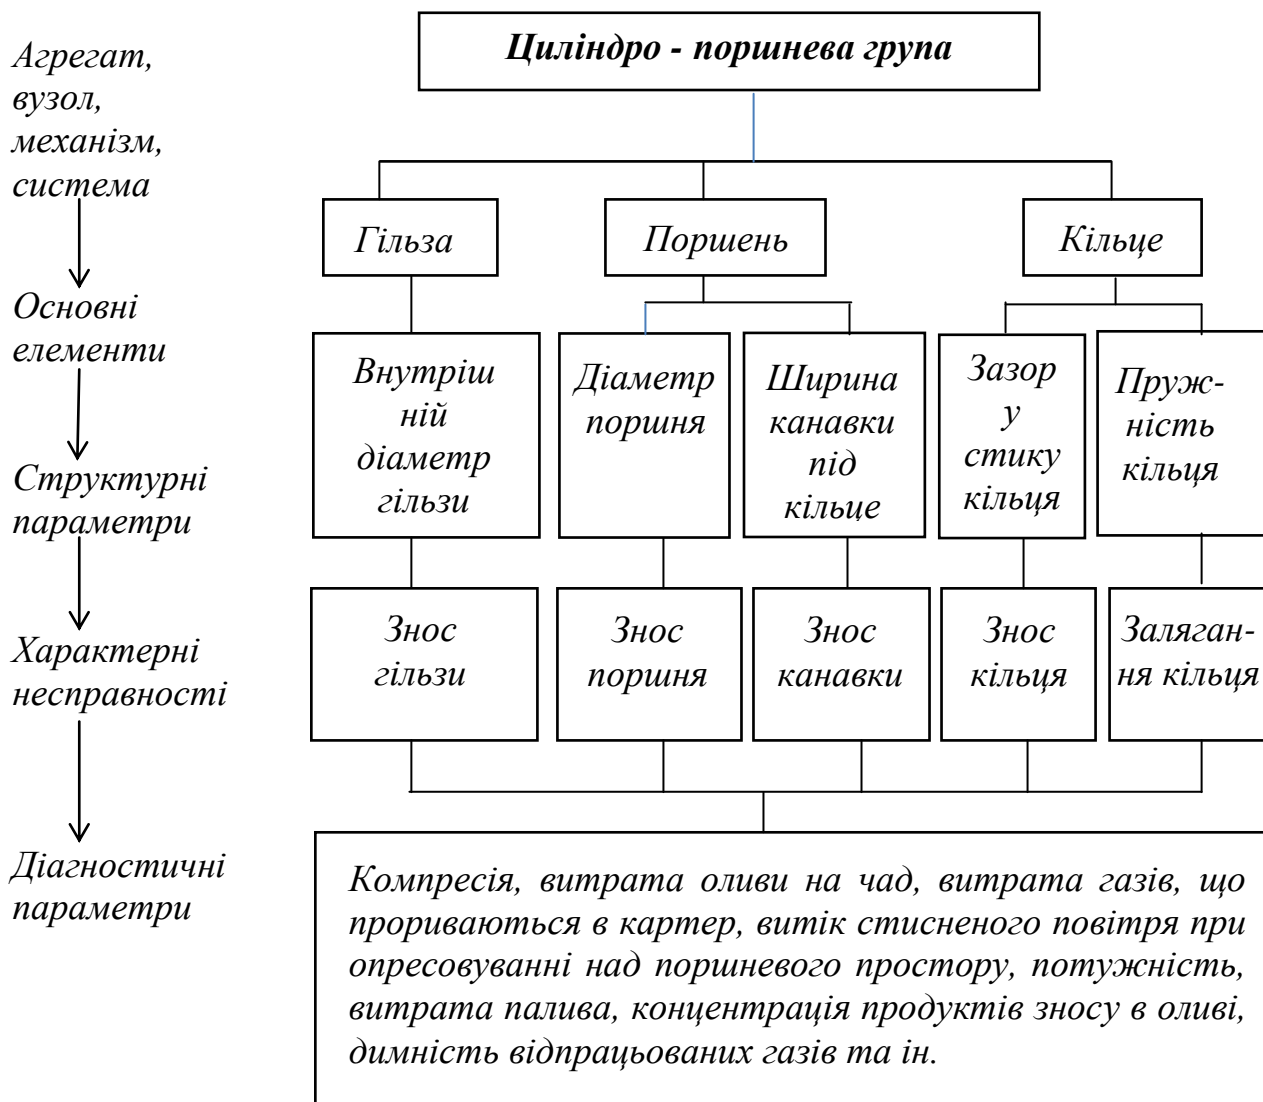 Циліндро - поршнева група
Агрегат,
вузол,
механізм,
система
Гільза
Поршень
Кільце
Основні
елементи
Внутріш
ній
діаметр
гільзи
Діаметр
поршня
Ширина
канавки
під
кільце
Зазор
у
стику
кільця
Пруж-
ність
кільця
Структурні
параметри
Знос
гільзи
Знос
поршня
Знос
канавки
Знос
кільця
Заляган-
ня кільця
Характерні
несправності
Діагностичні
параметри
Компресія, витрата оливи на чад, витрата газів, що
прориваються в картер, витік стисненого повітря при
опресовуванні над поршневого простору, потужність,
витрата палива, концентрація продуктів зносу в оливі,
димність відпрацьованих газів та ін.